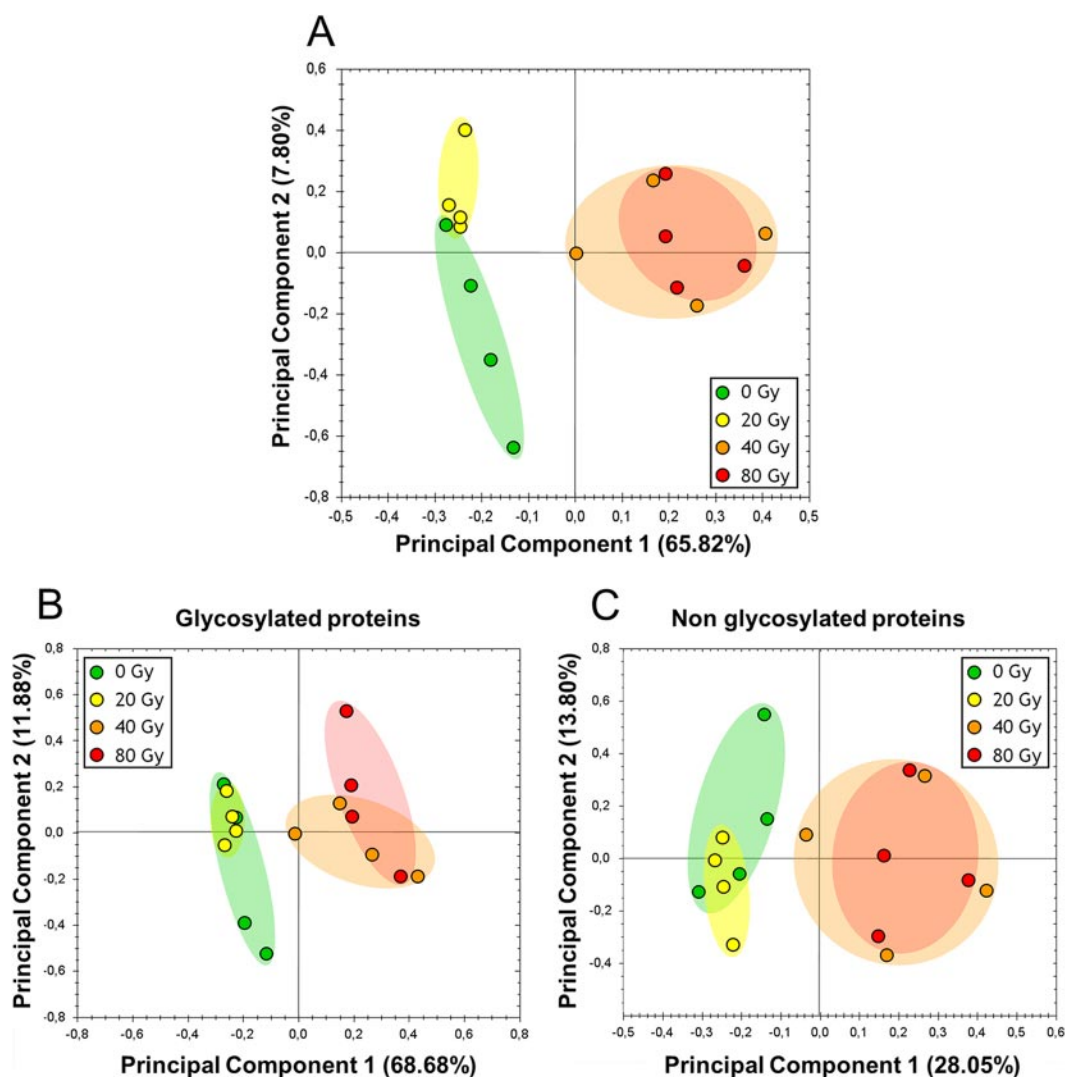 A
0,6
0,4
0,2
0,0
-0,2
-0,4
-0,6
-0,8
-0,5 -0,4 -0,3 -0,2 -0,1 0,0 0,1 0,2 0,3 0,4 0,5
Principal Component 2 (7.80%)
Principal Component 1 (65.82%)
0 Gy
20 Gy
40 Gy
80 Gy
B
Glycosylated proteins
0,8
0,6
0,4
0,2
0,0
-0,2
-0,4
-0,6
-0,8
-0,8 -0,6 -0,4 -0,2 0,0 0,2 0,4 0,6 0,8
Principal Component 2 (11.88%)
Principal Component 1 (68.68%)
0 Gy
20 Gy
40 Gy
80 Gy
C
Non glycosylated proteins
0,8
0,6
0,4
0,2
0,0
-0,2
-0,4
-0,5 -0,3 -0,2 -0,1 0,0 0,1 0,2 0,3 0,4 0,5 0,6
Principal Component 2 (13.80%)
Principal Component 1 (28.05%)
0 Gy
20 Gy
40 Gy
80 Gy